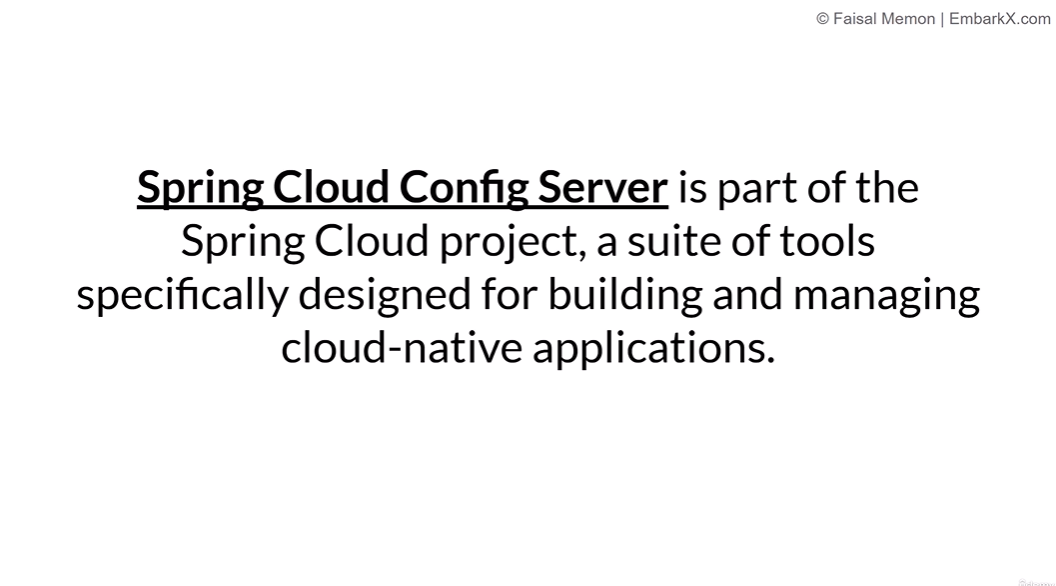 © Faisal Memon | EmbarkX.com
Spring Cloud Config Server is part of the
Spring Cloud project, a suite of tools
specifically designed for building and managing
cloud-native applications.